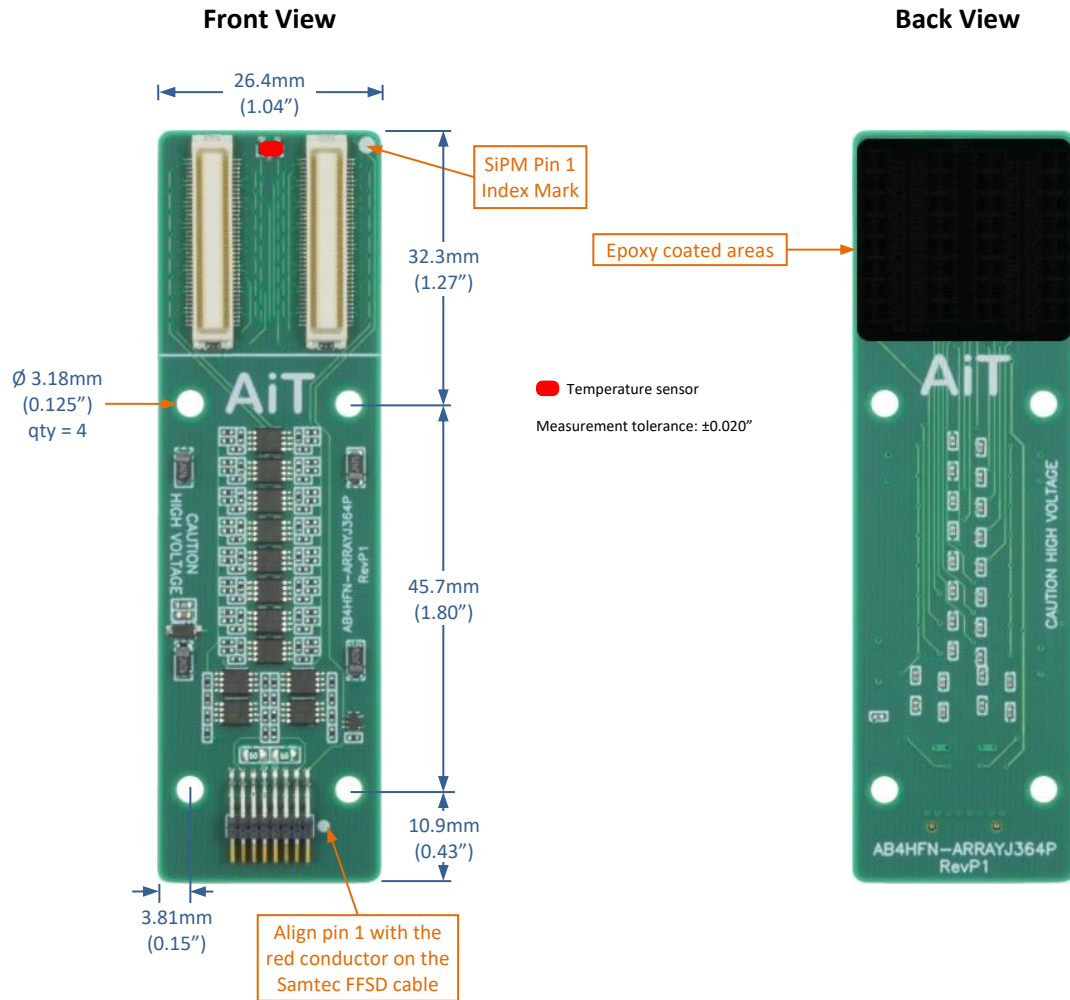 Front View
Back View
26.4mm
(1.04”)
SiPM Pin 1
Index Mark
32.3mm
(1.27”)
Epoxy coated areas
Ø 3.18mm
(0.125”)
qty = 4
AiT
AiT
Temperature sensor
Measurement tolerance: ±0.020”
CAUTION
HIGH VOLTAGE
AB4HFN-ARRAYJ364P
RevP1
45.7mm
(1.80”)
CAUTION HIGH VOLTAGE
10.9mm
(0.43”)
AB4HFN-ARRAYJ364P
RevP1
3.81mm
(0.15”)
Align pin 1 with the
red conductor on the
Samtec FFSD cable